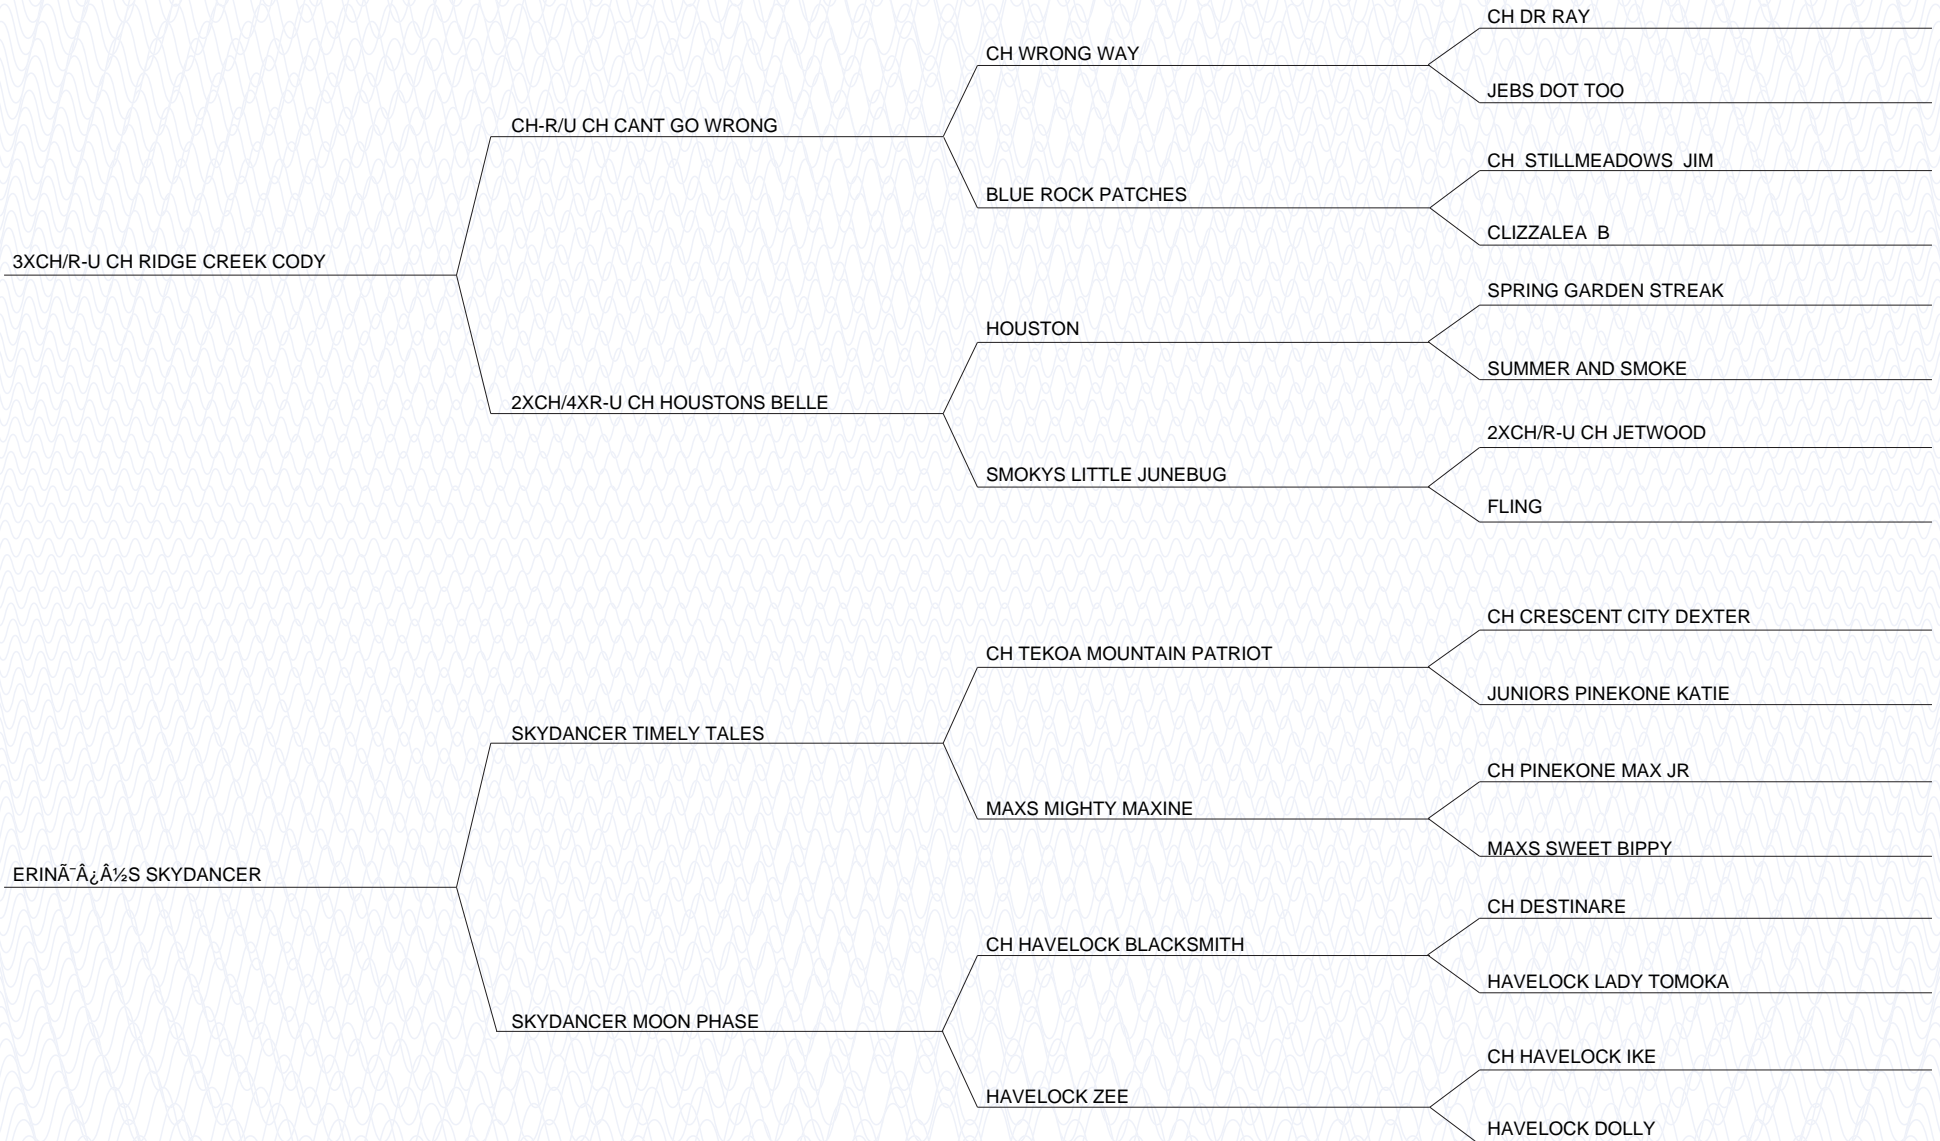 CH DR RAY
CH WRONG WAY
JEBS DOT TOO
CH-R/U CH CANT GO WRONG
CH  STILLMEADOWS  JIM
BLUE ROCK PATCHES
CLIZZALEA  B
3XCH/R-U CH RIDGE CREEK CODY
SPRING GARDEN STREAK
HOUSTON
SUMMER AND SMOKE
2XCH/4XR-U CH HOUSTONS BELLE
2XCH/R-U CH JETWOOD
SMOKYS LITTLE JUNEBUG
FLING
CH CRESCENT CITY DEXTER
CH TEKOA MOUNTAIN PATRIOT
JUNIORS PINEKONE KATIE
SKYDANCER TIMELY TALES
CH PINEKONE MAX JR
MAXS MIGHTY MAXINE
MAXS SWEET BIPPY
ERINÃ¯Â¿Â½S SKYDANCER
CH DESTINARE
CH HAVELOCK BLACKSMITH
HAVELOCK LADY TOMOKA
SKYDANCER MOON PHASE
CH HAVELOCK IKE
HAVELOCK ZEE
HAVELOCK DOLLY